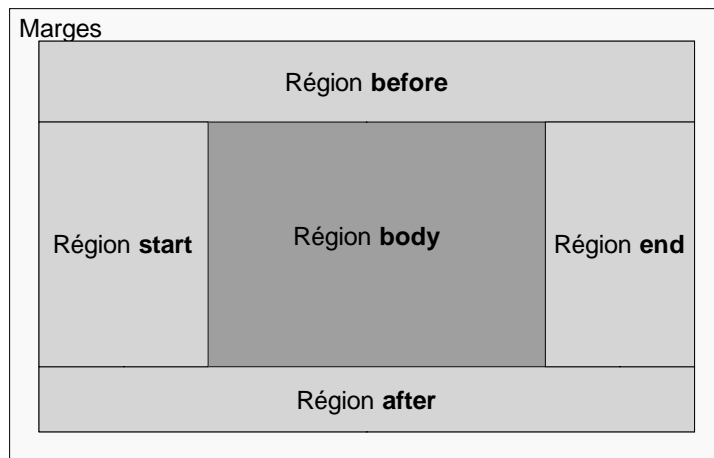 Marges
Région before
Région start
Région body
Région end
Région after